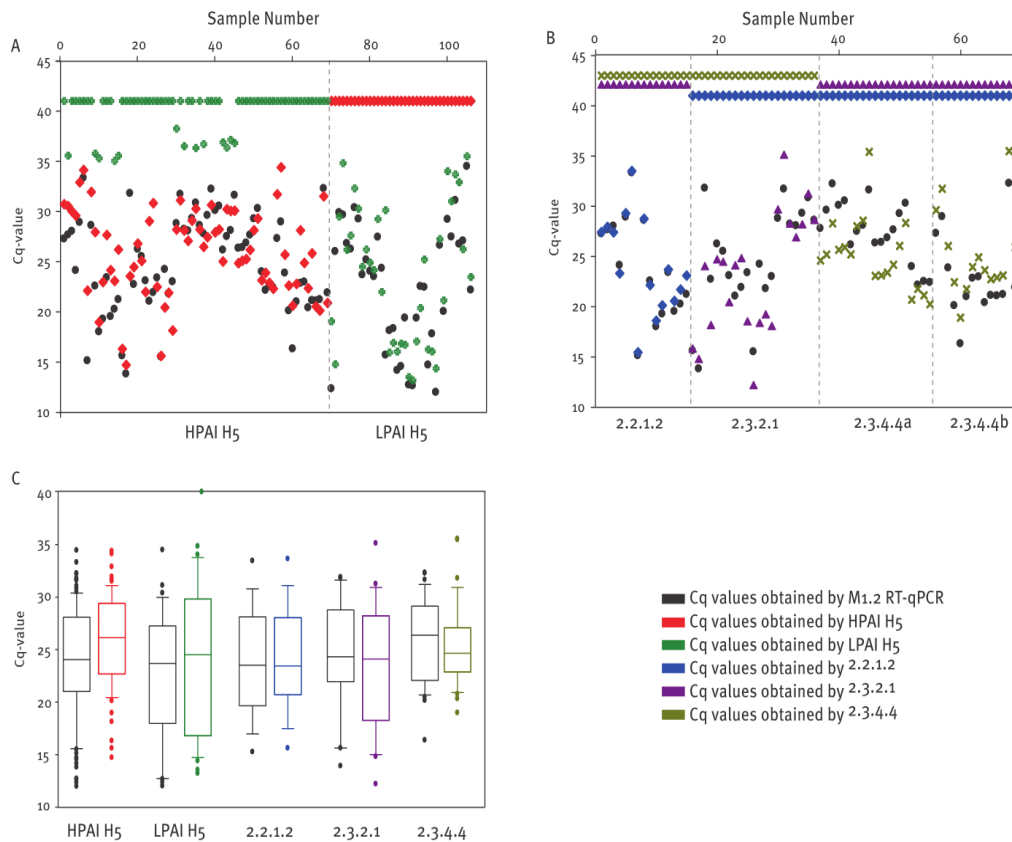 Sample Number
A
0 20 40 60 80 100
45
40
35
30
25
20
15
10
Cq-value
HPAI H5 LPAI H5
Sample Number
B
0 20 40 60
45
40
35
30
25
20
15
10
Cq-value
2.2.1.2 2.3.2.1 2.3.4.4a 2.3.4.4b
C
40
35
30
25
20
15
10
Cq-value
HPAI H5 LPAI H5 2.2.1.2 2.3.2.1 2.3.4.4
Cq values obtained by M1.2 RT-qPCR
Cq values obtained by HPAI H5
Cq values obtained by LPAI H5
Cq values obtained by 2.2.1.2
Cq values obtained by 2.3.2.1
Cq values obtained by 2.3.4.4